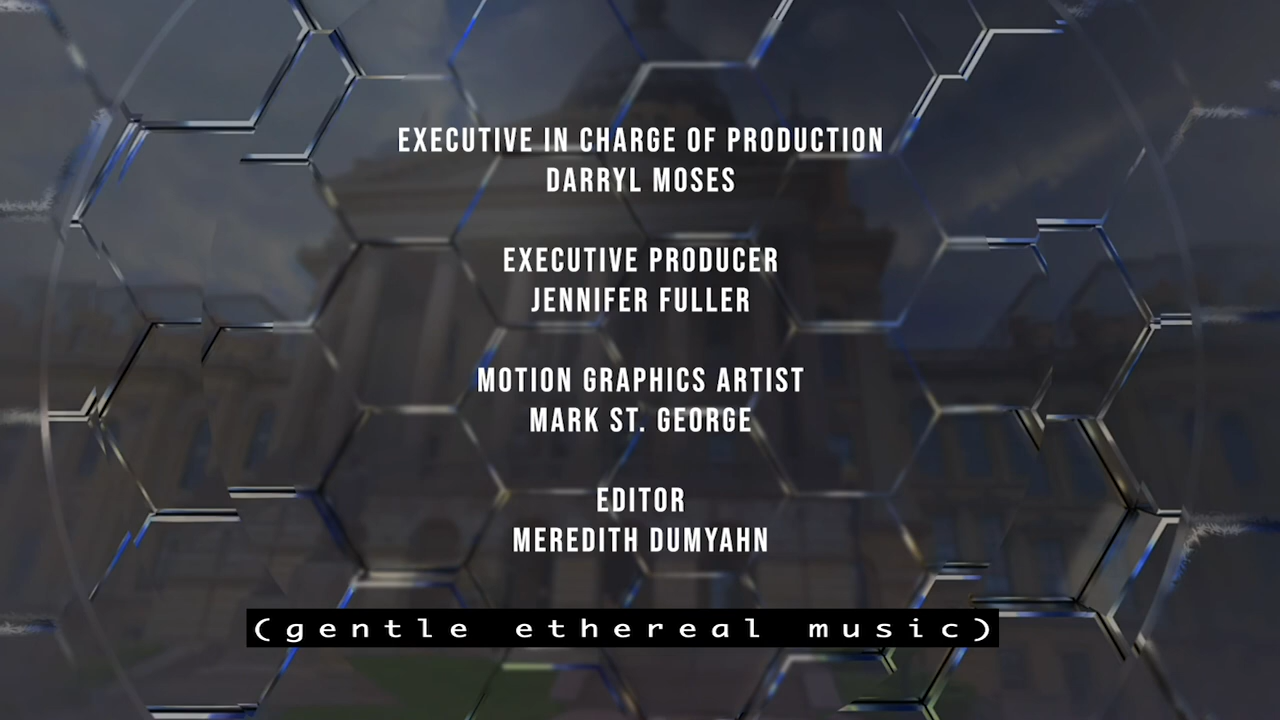 EXECUTIVE IN CHARGE OF PRODUCTION
DARRYL MOSES
EXECUTIVE PRODUCER
JENNIFER FULLER
MOTION GRAPHICS ARTIST
MARK ST. GEORGE
EDITOR
MEREDITH DUMYAHN
(gentle ethereal music)